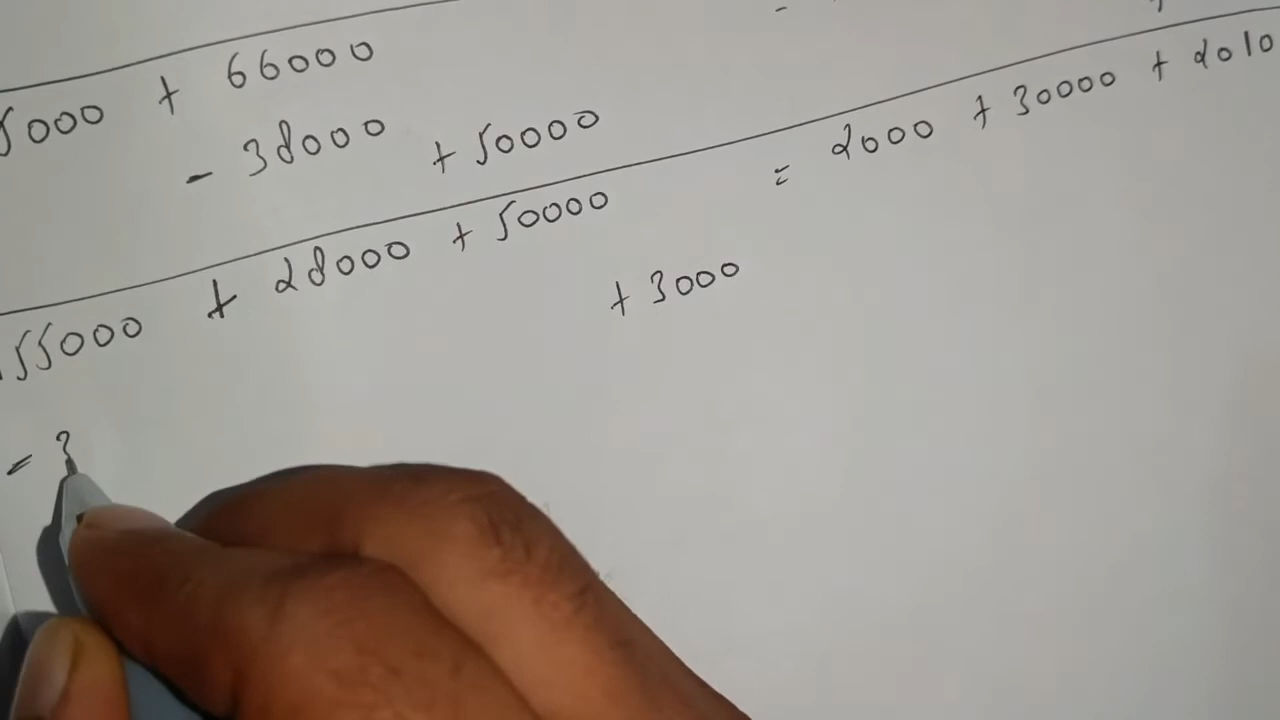 5000 + 66000
- 38000 + 50000
= 2000 + 30000 + 2010
55000 + 28000 + 50000
+ 3000
- 3